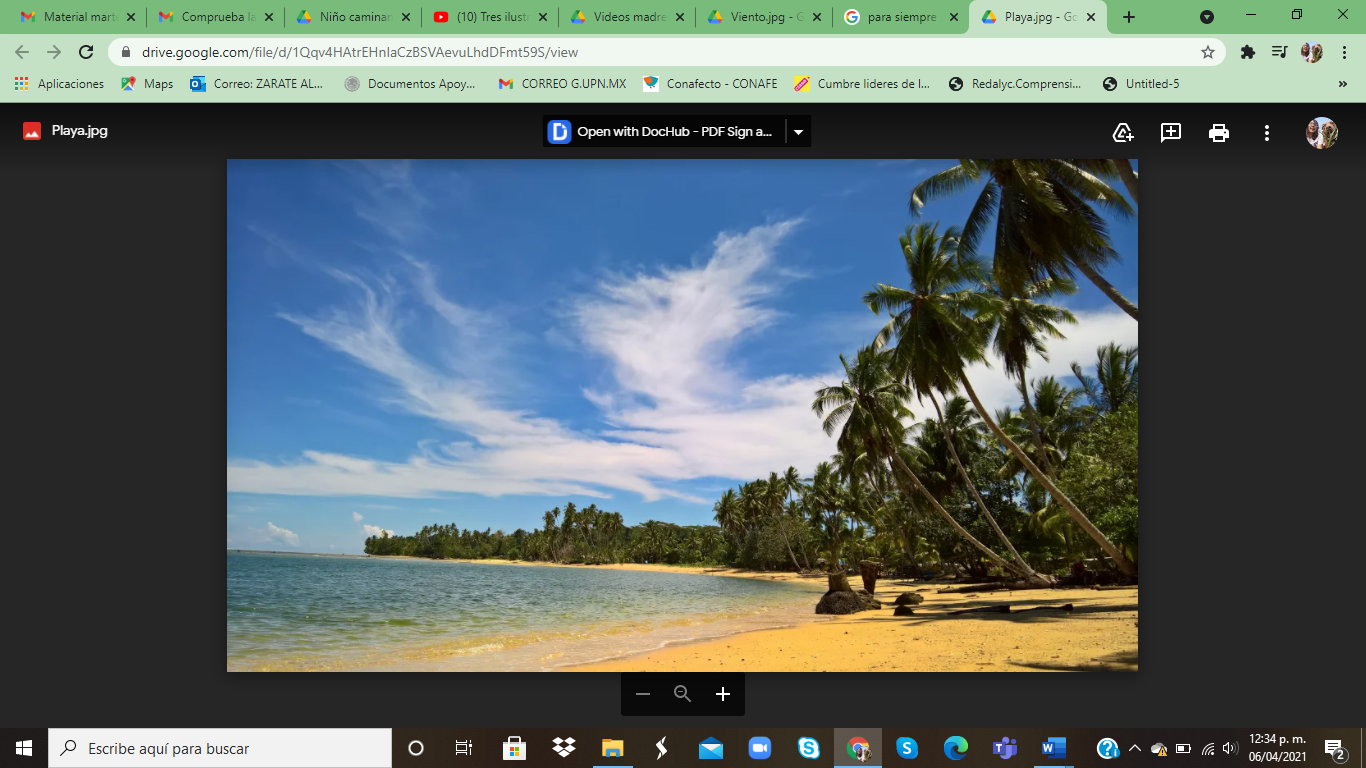 Material mart
Comprueba la
Niño caminan
(10) Tres ilust
Videos madre
Viento.jpg - G
para siempre
Playa.jpg - Go
drive.google.com/file/d/1Qqv4HAtrEHnIaCzBSVAevuLhdDFmt59S/view
Aplicaciones
Maps
Correo: ZARATE AL...
Documentos Apoy...
CORREO G.UPN.MX
Conafecto - CONAFE
Cumbre lideres de l...
Redalyc.Comprensi...
Untitled-5
»
Playa.jpg
Open with DocHub - PDF Sign a...
Escribe aquí para buscar
12:34 p. m.
06/04/2021
2